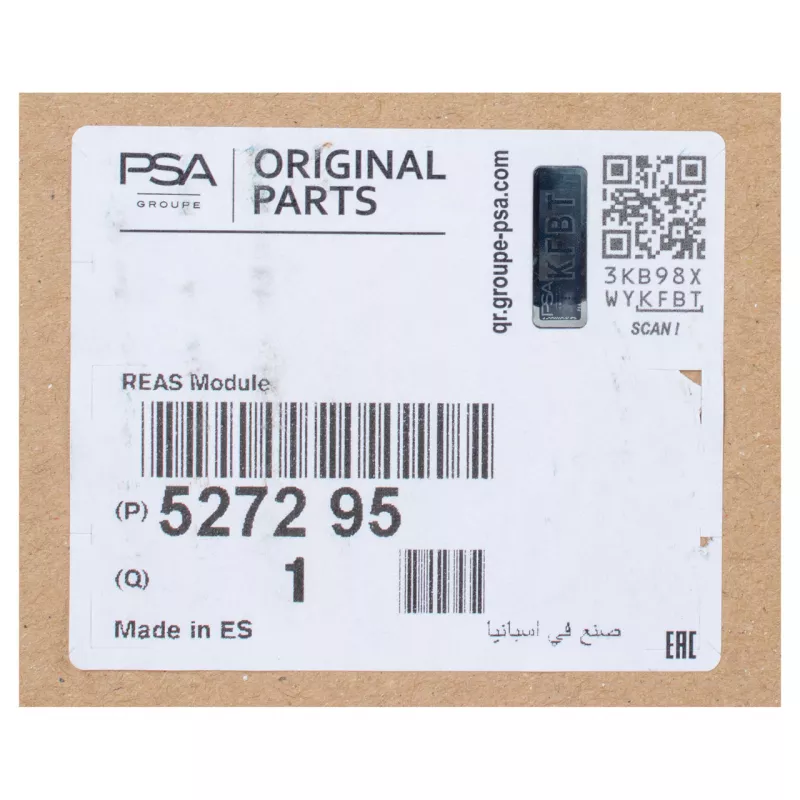 PSA
GROUPE
ORIGINAL
PARTS
qr.groupe-psa.com
PSA
KFBT
3KB98X
WYKFBT
SCAN!
REAS Module
(P) 5272 95
(Q) 1
Made in ES
صنع في اسبانيا
EAC